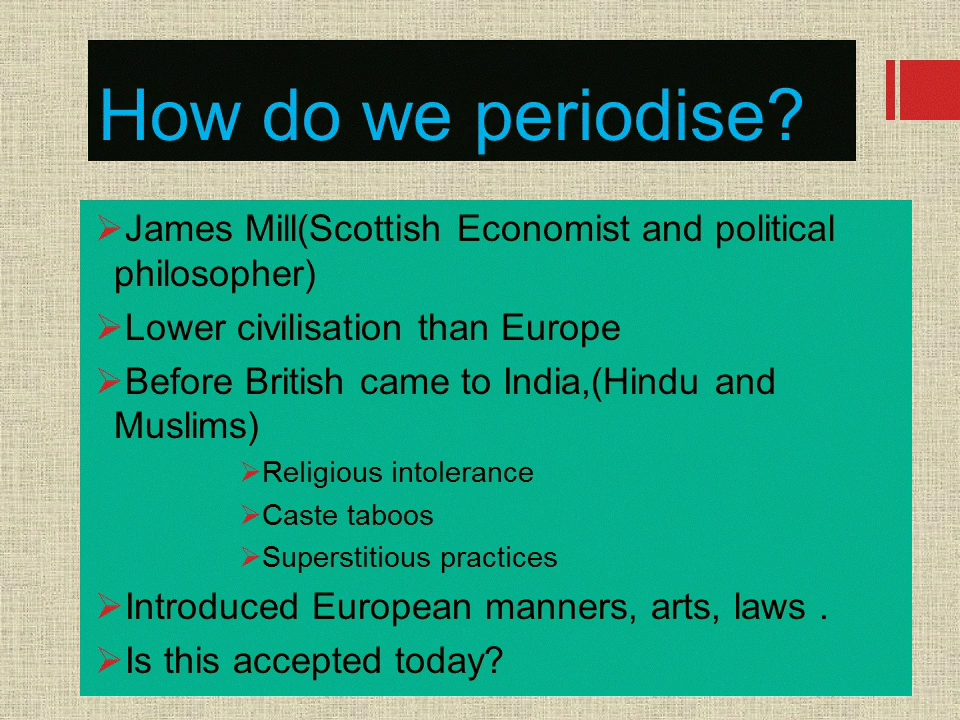 How do we periodise?
James Mill(Scottish Economist and political
philosopher)
Lower civilisation than Europe
Before British came to India,(Hindu and
Muslims)
Religious intolerance
Caste taboos
Superstitious practices
Introduced European manners, arts, laws .
Is this accepted today?